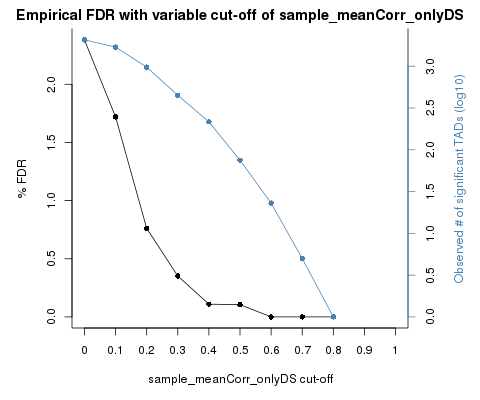 Empirical FDR with variable cut-off of sample_meanCorr_onlyDS
% FDR
0.0
0.5
1.0
1.5
2.0
0 0.1 0.2 0.3 0.4 0.5 0.6 0.7 0.8 0.9 1
sample_meanCorr_onlyDS cut-off
0.0
0.5
1.0
1.5
2.0
2.5
3.0
Observed # of significant TADs (log10)